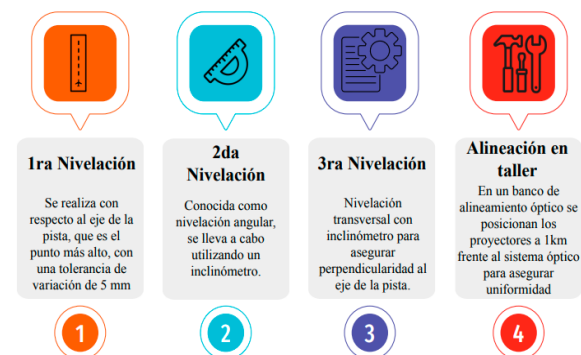 1ra Nivelación
Se realiza con
respecto al eje de la
pista, que es el
punto más alto, con
una tolerancia de
variación de 5 mm
1
2da
Nivelación
Conocida como
nivelación angular,
se lleva a cabo
utilizando un
inclinómetro.
2
3ra Nivelación
Nivelación
transversal con
inclinómetro para
asegurar
perpendicularidad al
eje de la pista.
3
Alineación en
taller
En un banco de
alineamiento óptico se
posicionan los
proyectores a 1km
frente al sistema óptico
para asegurar
uniformidad
4